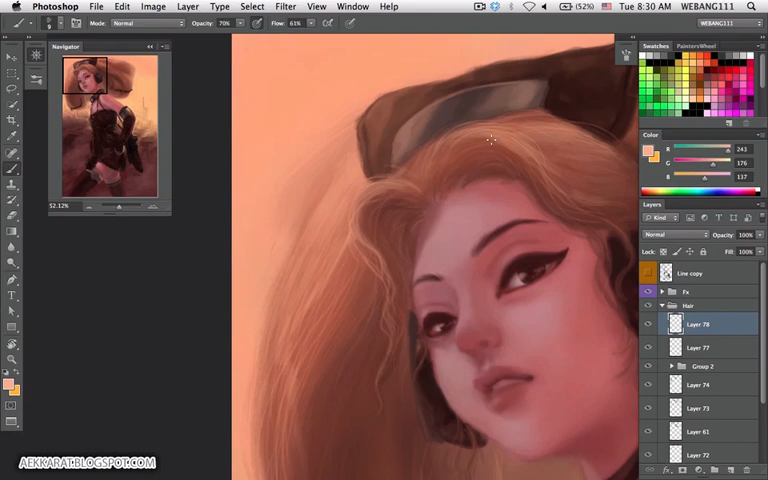 Photoshop File Edit Image Layer Type Select Filter View Window Help (52%) Tue 8:30 AM WEBANG111
9 Mode: Normal Opacity: 70% Flow: 61% WEBANG111
Navigator
52.12%
Swatches PaintersWheel
Color
R 243
G 176
B 137
Layers
Kind
Normal Opacity: 100%
Lock: Fill: 100%
Line copy
Fx
Hair
Layer 78
Layer 77
Group 2
Layer 74
Layer 73
Layer 61
Layer 72
AEKKARAT.BLOGSPOT.COM